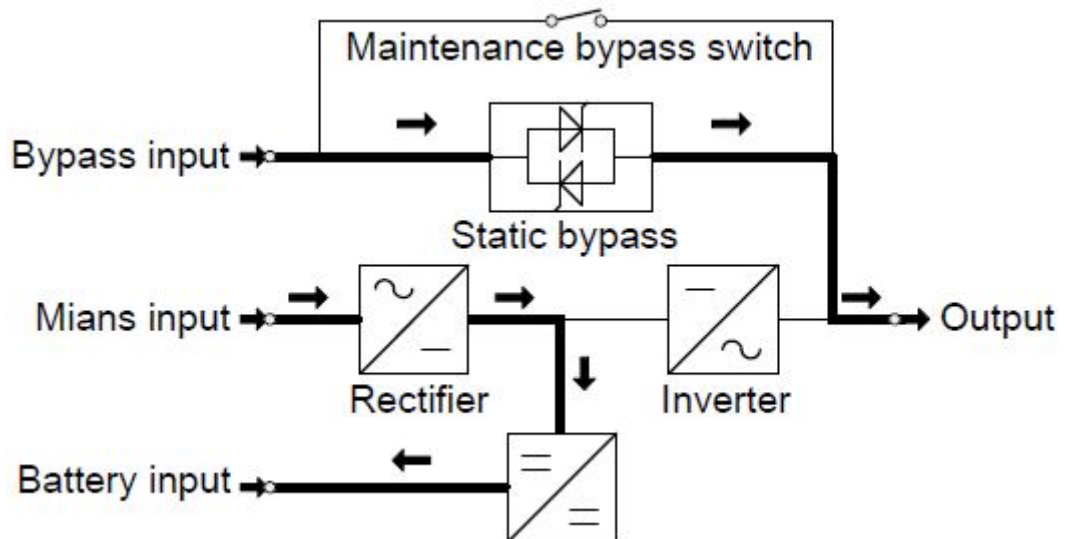 Maintenance bypass switch
Bypass input
Static bypass
Mians input
Output
Rectifier
Inverter
Battery input